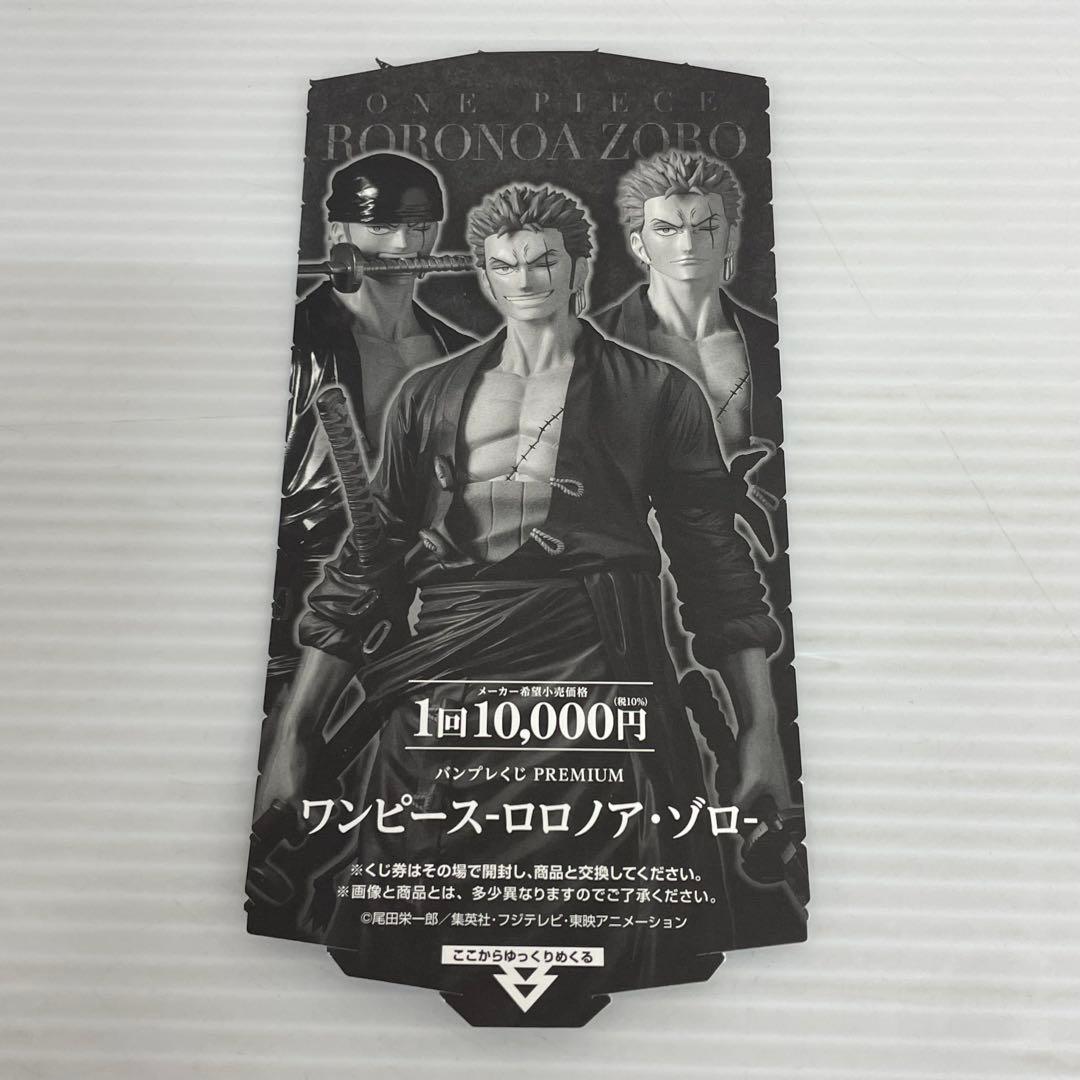 ONE PIECE
RORONOA ZORO
メーカー希望小売価格
1回10,000円(税10%)
バンプレくじ PREMIUM
ワンピース-ロロノア・ゾロ-
※くじ券はその場で開封し、商品と交換してください。
※画像と商品とは、多少異なりますのでご了承ください。
©尾田栄一郎／集英社・フジテレビ・東映アニメーション
ここからゆっくりめくる